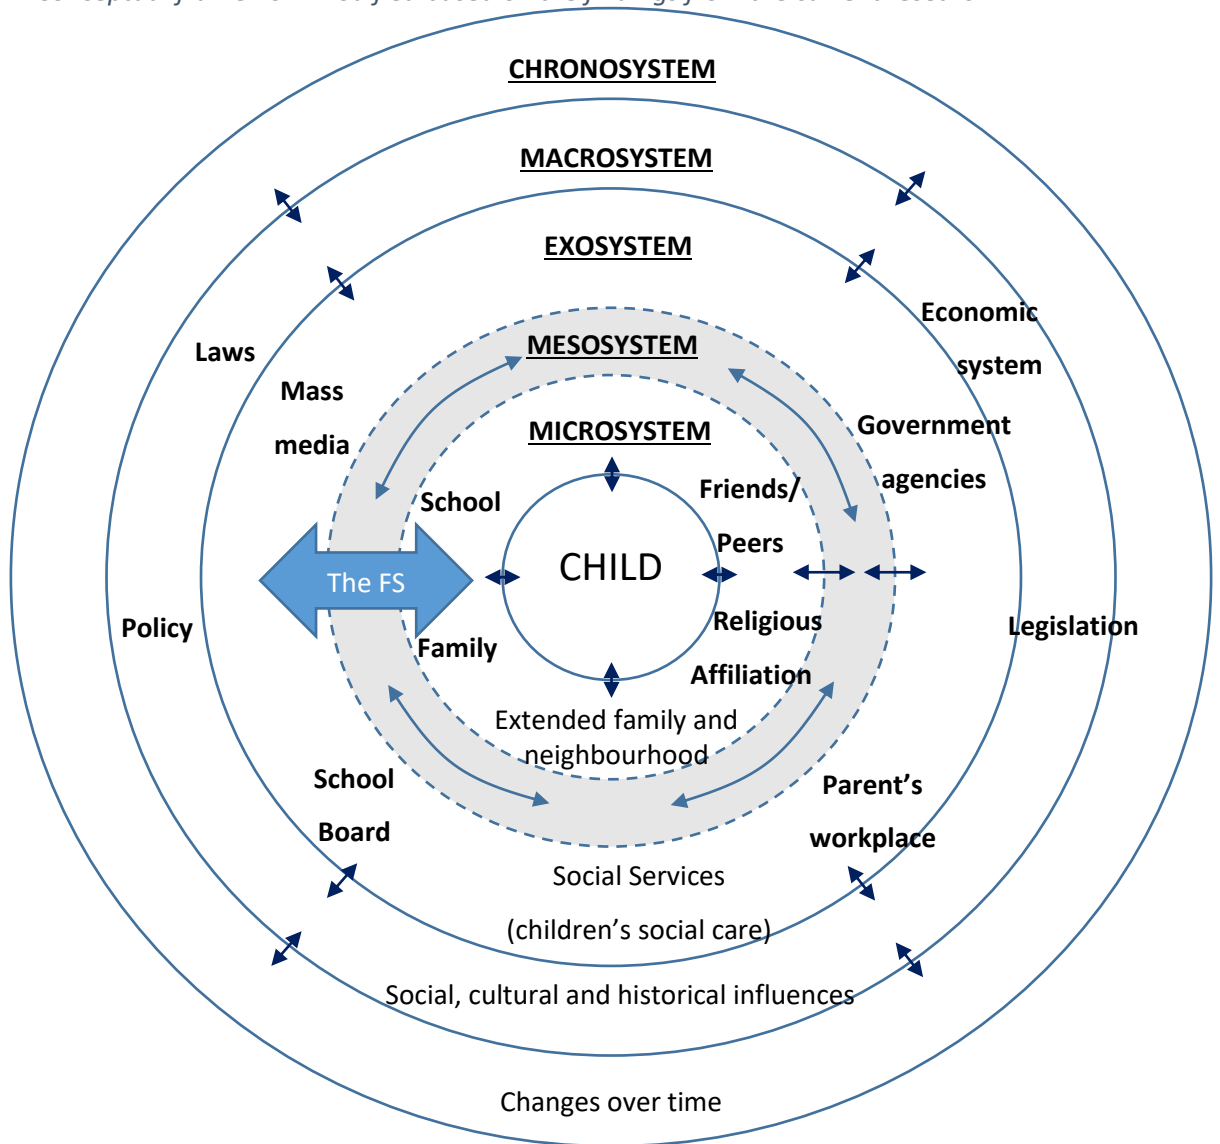 CHRONOSYSTEM
MACROSYSTEM
EXOSYSTEM
Economic
system
Laws
MESOSYSTEM
Mass
media
Government
agencies
MICROSYSTEM
School
Friends/
Peers
CHILD
The FS
Policy
Family
Religious
Affiliation
Legislation
Extended family and
neighbourhood
School
Board
Parent's
workplace
Social Services
(children's social care)
Social, cultural and historical influences
Changes over time